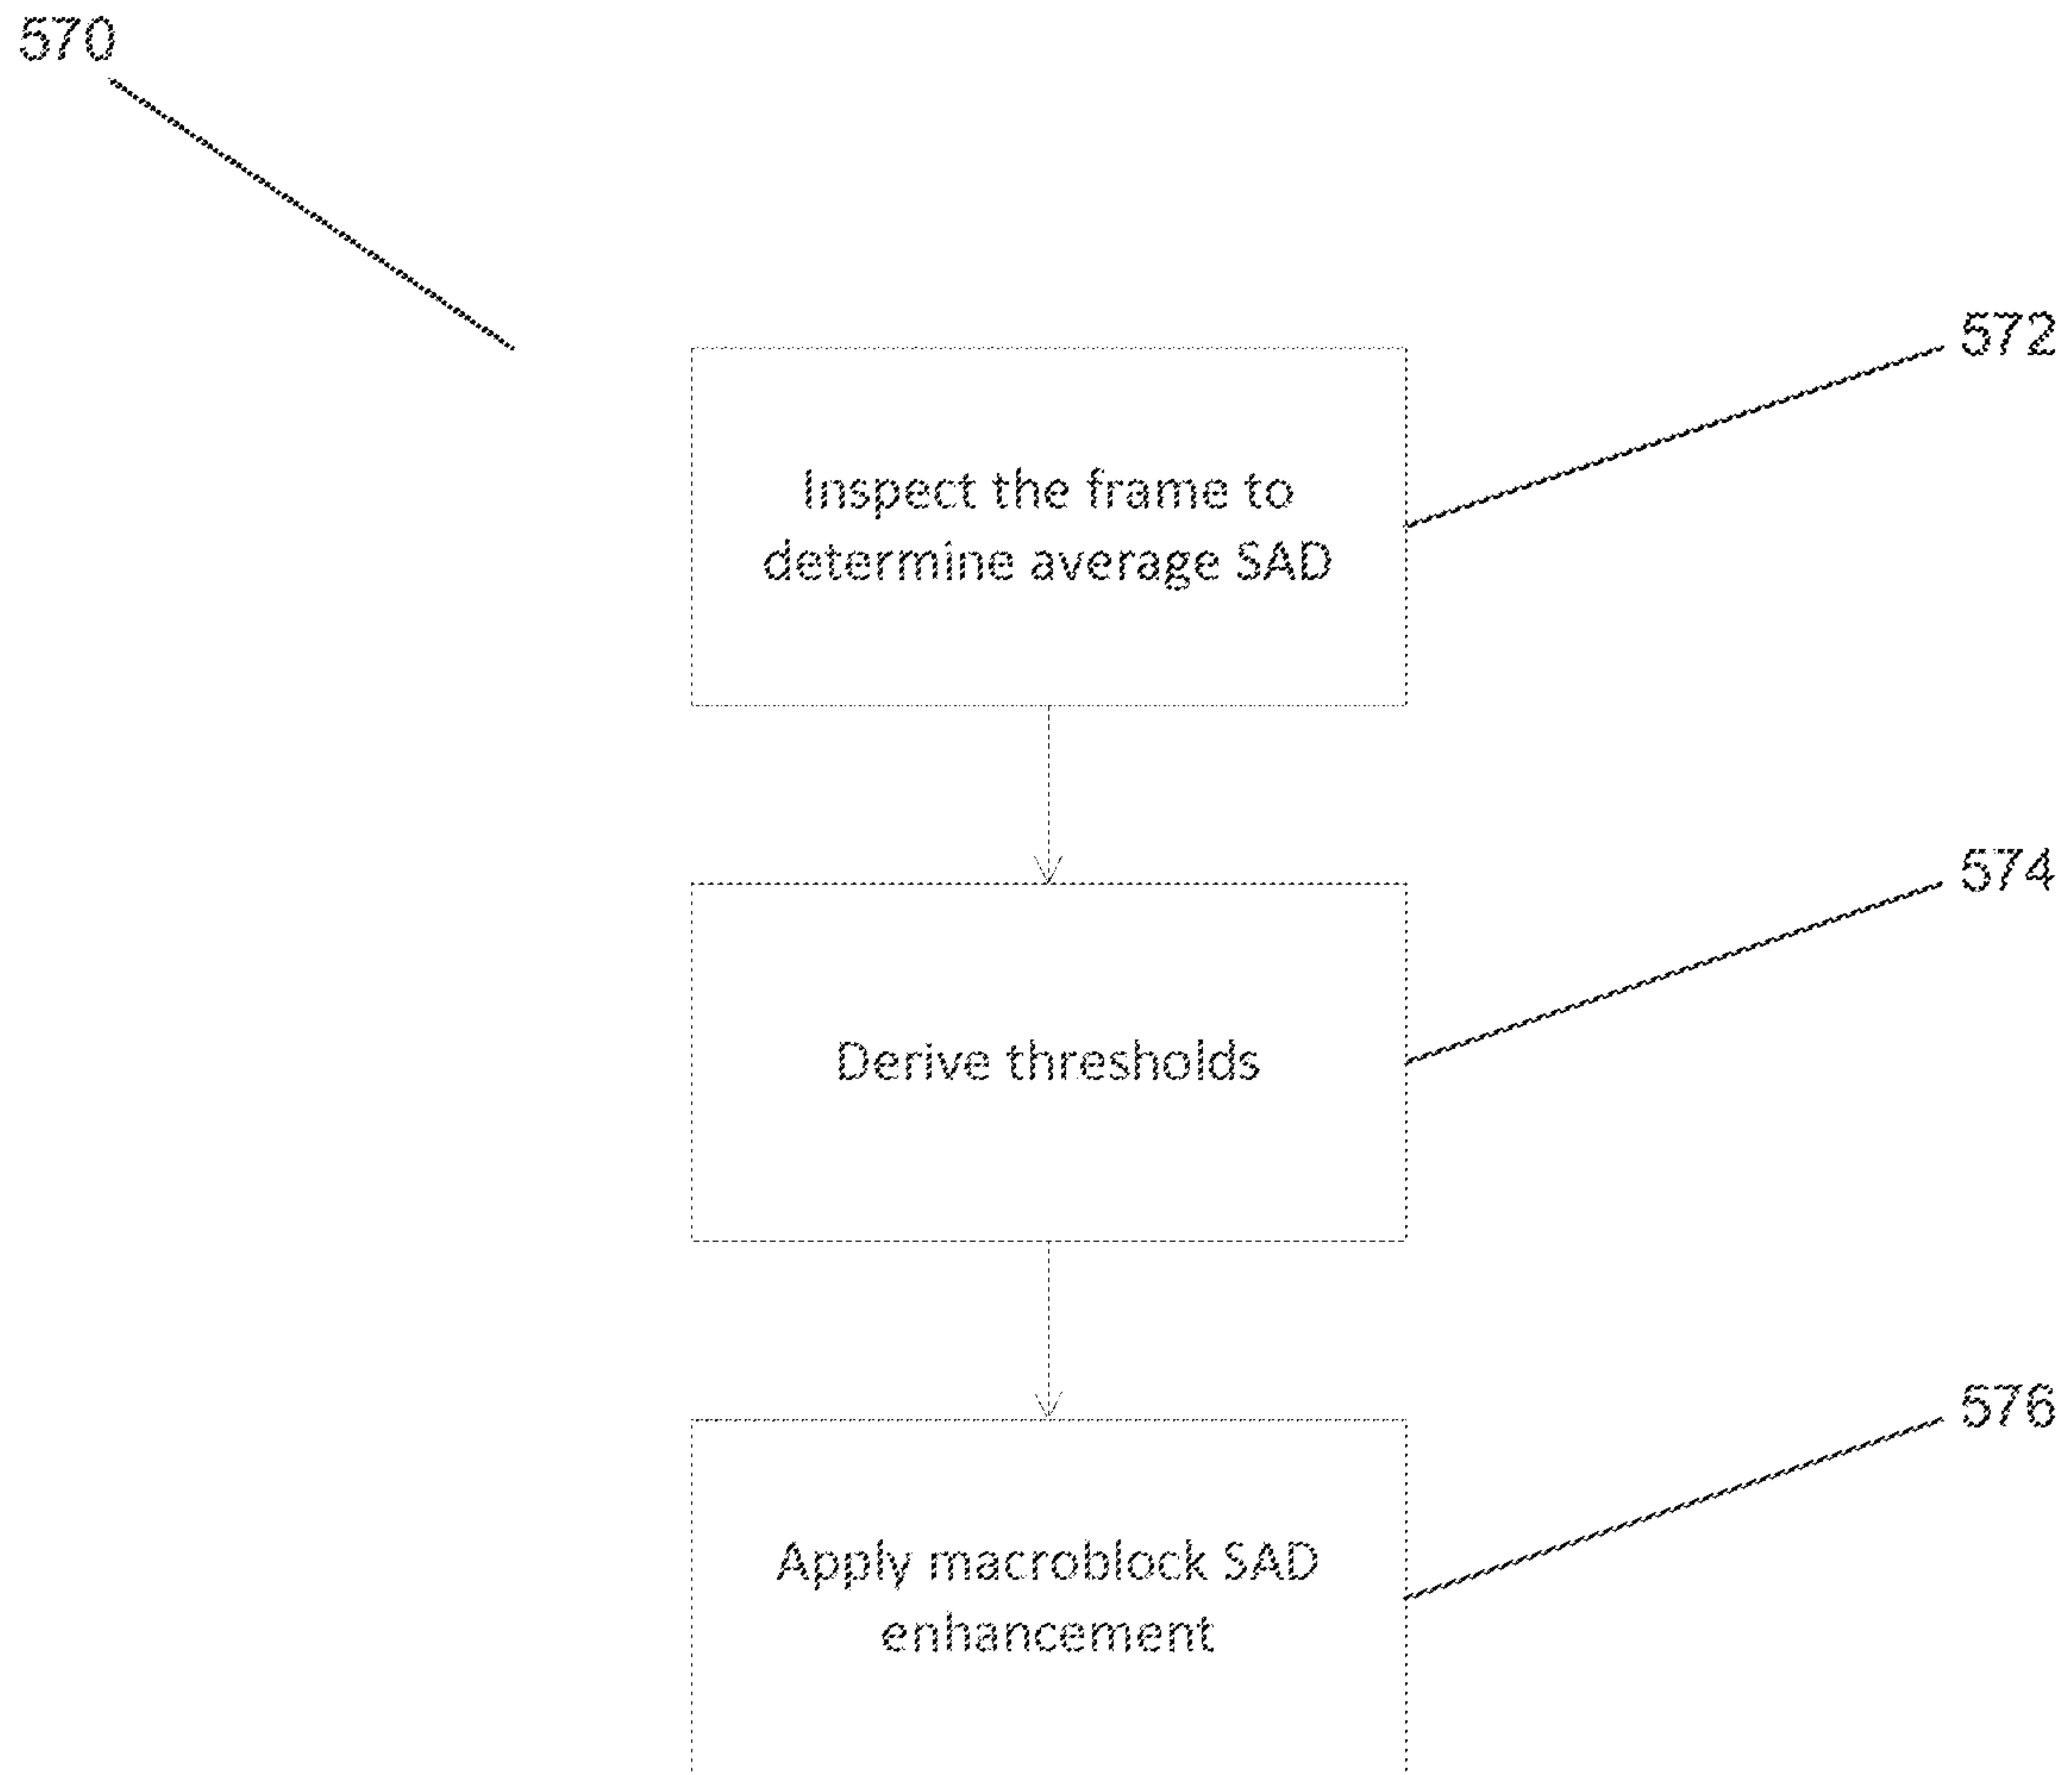 570
572
Inspect the frame to
determine average SAD
574
Derive thresholds
576
Apply macroblock SAD
enhancement